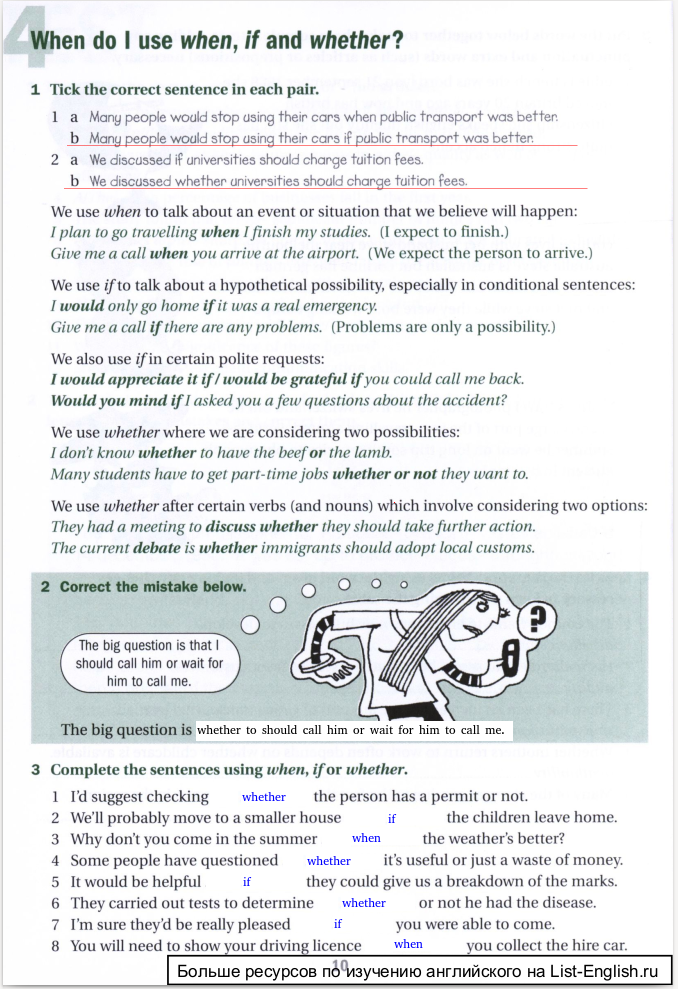 4
When do I use when, if and whether?
1 Tick the correct sentence in each pair.
1 a Many people would stop using their cars when public transport was better.
b Many people would stop using their cars if public transport was better.
2 a We discussed if universities should charge tuition fees.
b We discussed whether universities should charge tuition fees.
We use when to talk about an event or situation that we believe will happen:
I plan to go travelling when I finish my studies. (I expect to finish.)
Give me a call when you arrive at the airport. (We expect the person to arrive.)
We use if to talk about a hypothetical possibility, especially in conditional sentences:
I would only go home if it was a real emergency.
Give me a call if there are any problems. (Problems are only a possibility.)
We also use if in certain polite requests:
I would appreciate it if / would be grateful if you could call me back.
Would you mind if I asked you a few questions about the accident?
We use whether where we are considering two possibilities:
I don't know whether to have the beef or the lamb.
Many students have to get part-time jobs whether or not they want to.
We use whether after certain verbs (and nouns) which involve considering two options:
They had a meeting to discuss whether they should take further action.
The current debate is whether immigrants should adopt local customs.
2 Correct the mistake below.
?
The big question is that I
should call him or wait for
him to call me.
The big question is whether to should call him or wait for him to call me.
3 Complete the sentences using when, if or whether.
1 I'd suggest checking whether the person has a permit or not.
2 We'll probably move to a smaller house if the children leave home.
3 Why don't you come in the summer when the weather's better?
4 Some people have questioned whether it's useful or just a waste of money.
5 It would be helpful if they could give us a breakdown of the marks.
6 They carried out tests to determine whether or not he had the disease.
7 I'm sure they'd be really pleased if you were able to come.
8 You will need to show your driving licence when you collect the hire car.
10
Больше ресурсов по изучению английского на List-English.ru